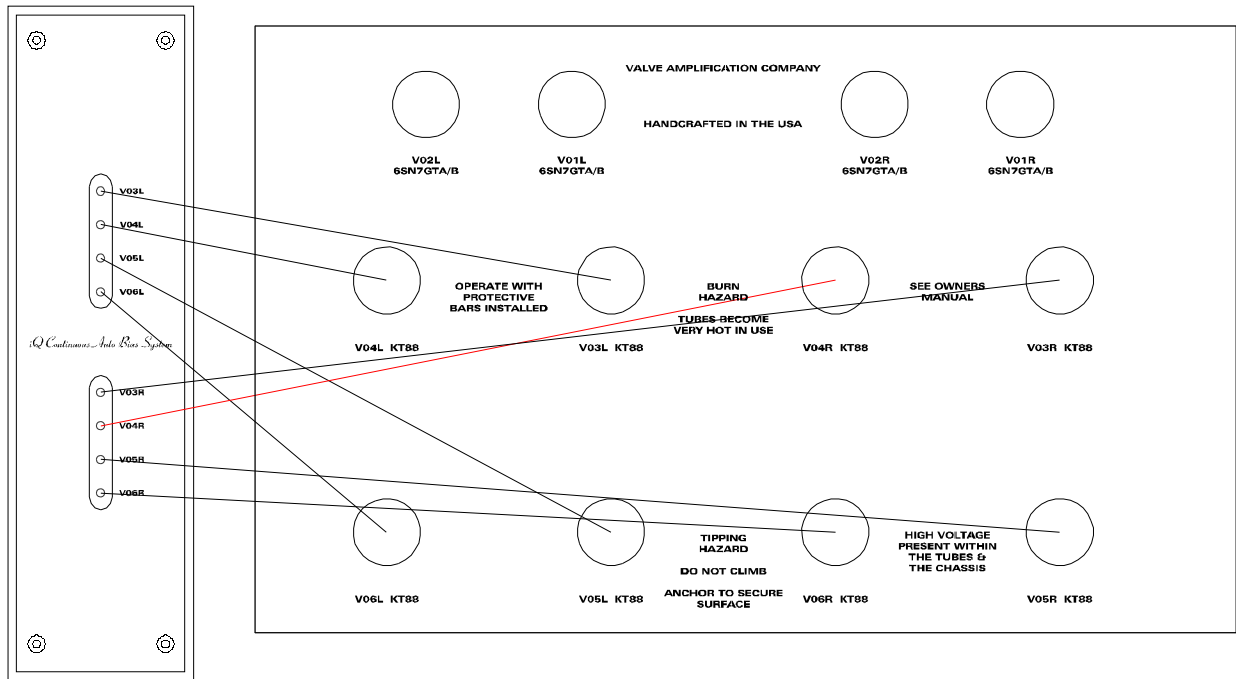 VALVE AMPLIFICATION COMPANY
HANDCRAFTED IN THE USA
V02L
6SN7GTA/B
V01L
6SN7GTA/B
V02R
6SN7GTA/B
V01R
6SN7GTA/B
V03L
V04L
V05L
V06L
iQ Continuous Auto Bias System
V03R
V04R
V05R
V06R
OPERATE WITH
PROTECTIVE
BARS INSTALLED
BURN
HAZARD
TUBES BECOME
VERY HOT IN USE
SEE OWNERS
MANUAL
V04L KT88
V03L KT88
V04R KT88
V03R KT88
TIPPING
HAZARD
DO NOT CLIMB
ANCHOR TO SECURE
SURFACE
HIGH VOLTAGE
PRESENT WITHIN
THE TUBES &
THE CHASSIS
V06L KT88
V05L KT88
V06R KT88
V05R KT88